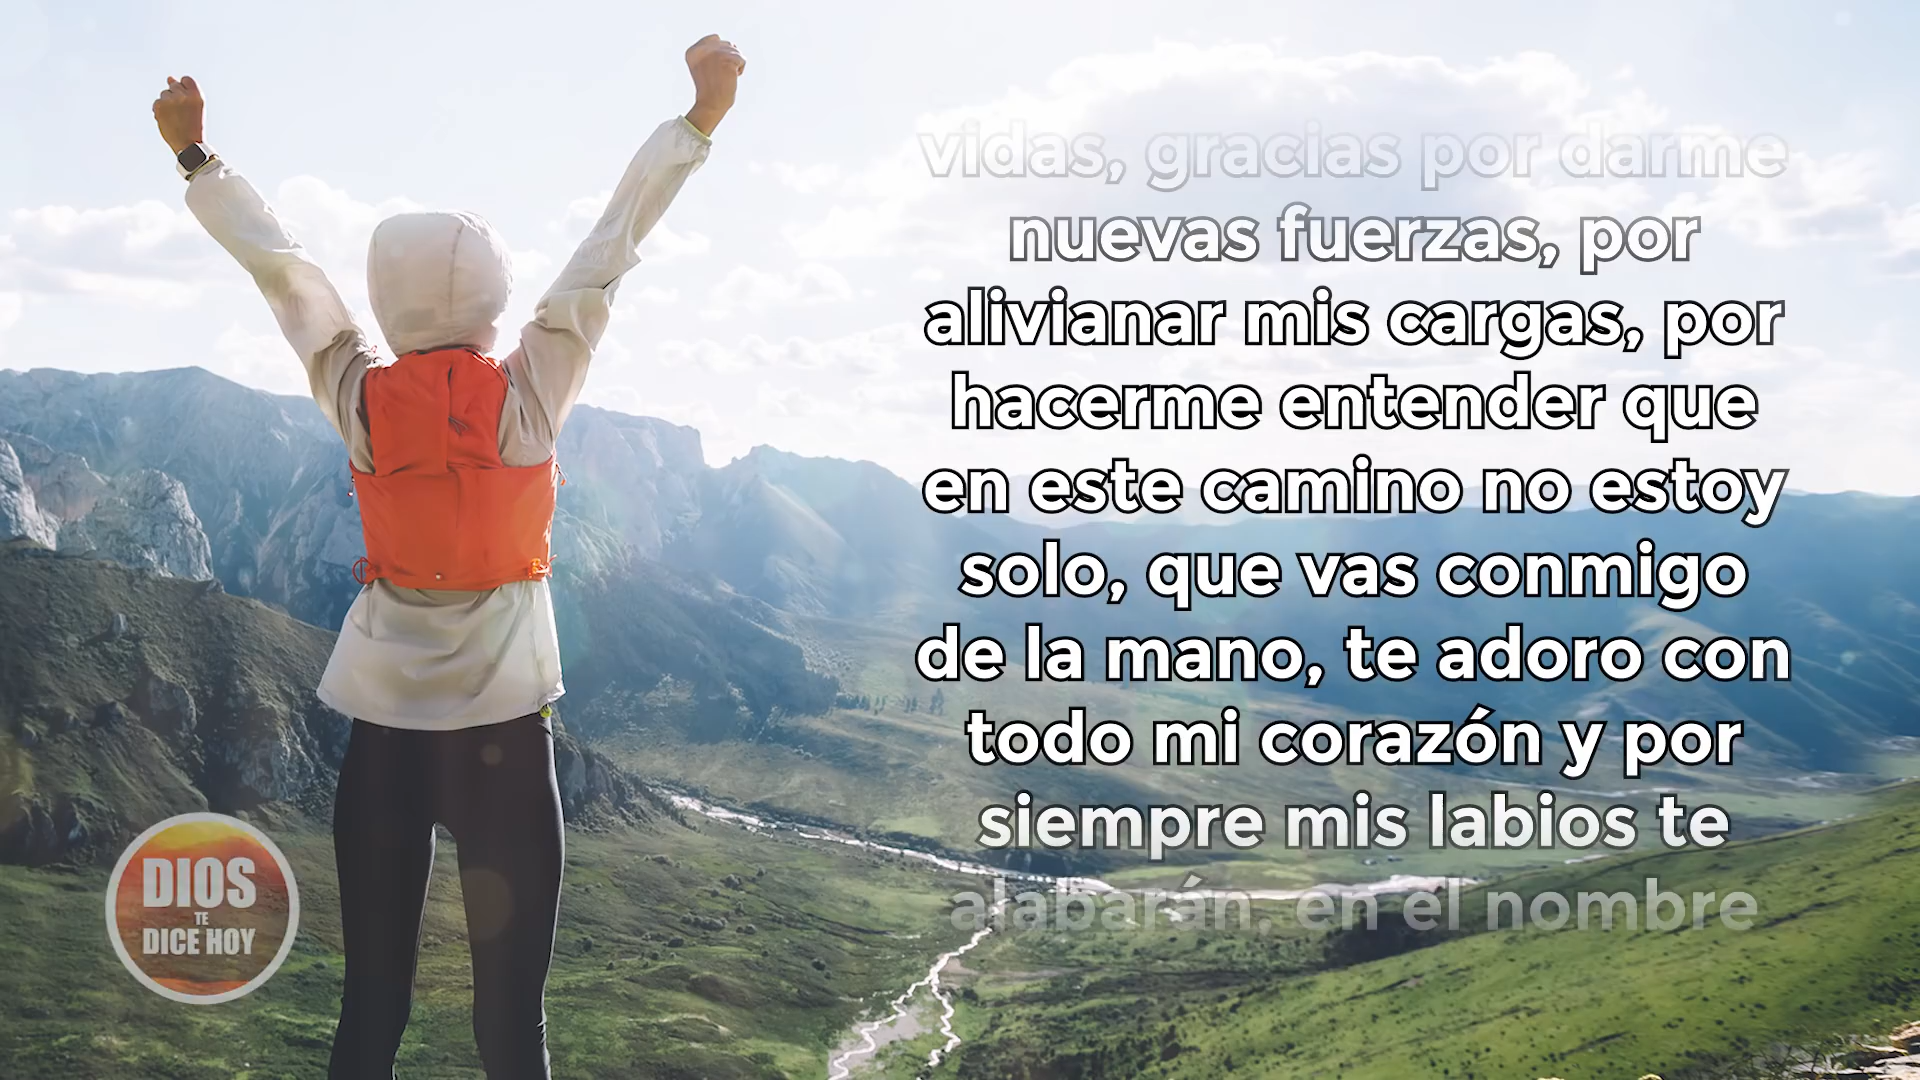 vidas, gracias por darme
nuevas fuerzas, por
alivianar mis cargas, por
hacerme entender que
en este camino no estoy
solo, que vas conmigo
de la mano, te adoro con
todo mi corazón y por
siempre mis labios te
alabarán, en el nombre
DIOS
TE
DICE HOY